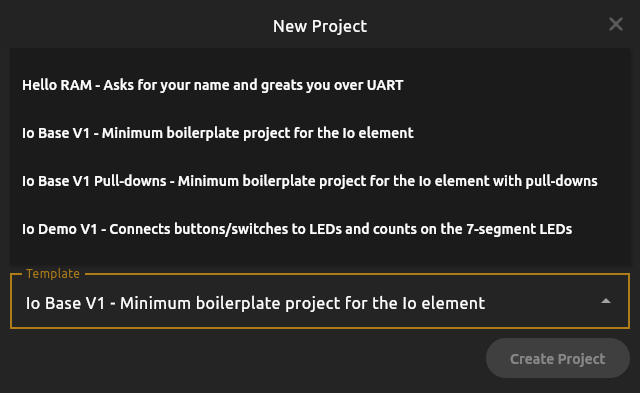 New Project
Hello RAM - Asks for your name and greats you over UART
Io Base V1 - Minimum boilerplate project for the Io element
Io Base V1 Pull-downs - Minimum boilerplate project for the Io element with pull-downs
Io Demo V1 - Connects buttons/switches to LEDs and counts on the 7-segment LEDs
Template
Io Base V1 - Minimum boilerplate project for the Io element
Create Project